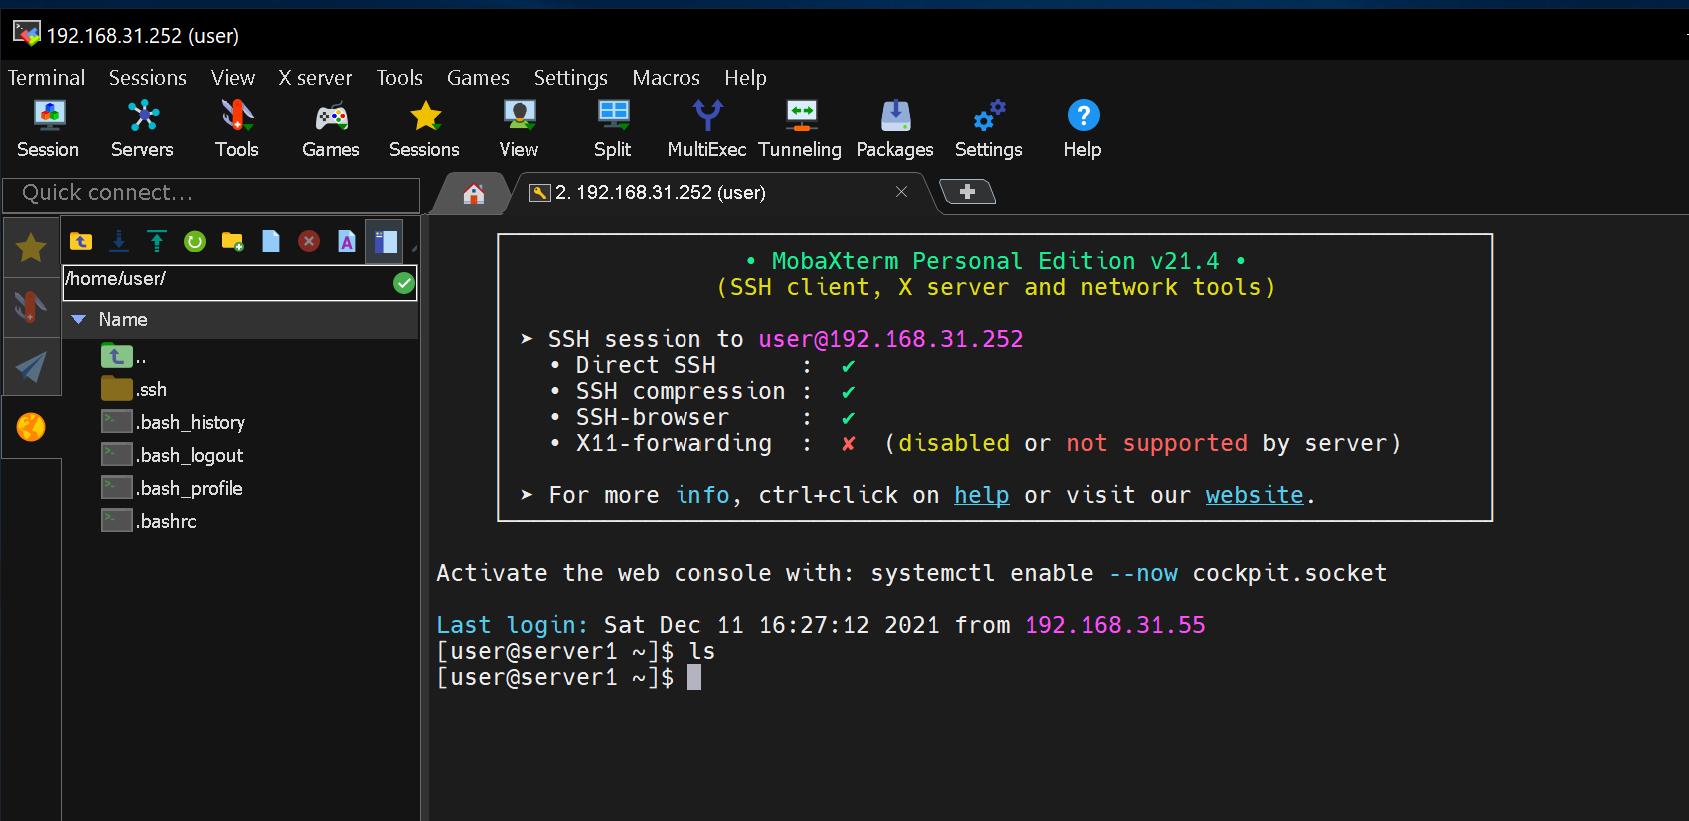 192.168.31.252 (user)
Terminal Sessions View X server Tools Games Settings Macros Help
Session Servers Tools Games Sessions View Split MultiExec Tunneling Packages Settings Help
Quick connect...
2. 192.168.31.252 (user)
/home/user/
Name
..
.ssh
.bash_history
.bash_logout
.bash_profile
.bashrc
• MobaXterm Personal Edition v21.4 •
(SSH client, X server and network tools)
➤ SSH session to user@192.168.31.252
• Direct SSH : ✔
• SSH compression : ✔
• SSH-browser : ✔
• X11-forwarding : ✘ (disabled or not supported by server)
➤ For more info, ctrl+click on help or visit our website.
Activate the web console with: systemctl enable --now cockpit.socket
Last login: Sat Dec 11 16:27:12 2021 from 192.168.31.55
[user@server1 ~]$ ls
[user@server1 ~]$